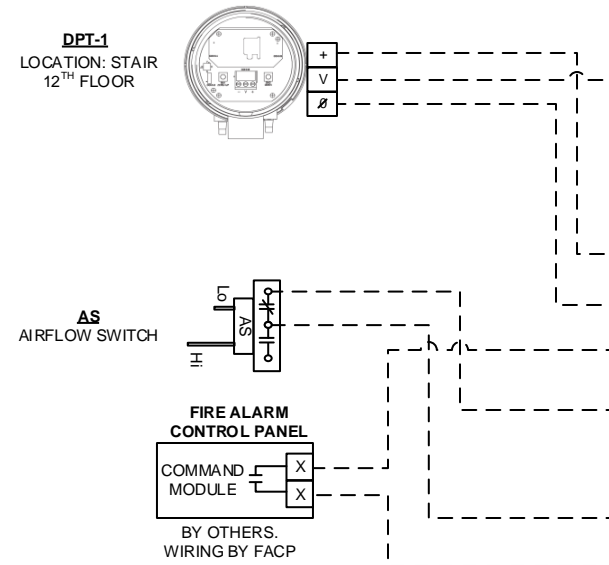 DPT-1
LOCATION: STAIR
12TH FLOOR
+
V
Ø
AS
AIRFLOW SWITCH
Lo
Hi
AS
FIRE ALARM
CONTROL PANEL
COMMAND
MODULE
X
X
BY OTHERS.
WIRING BY FACP